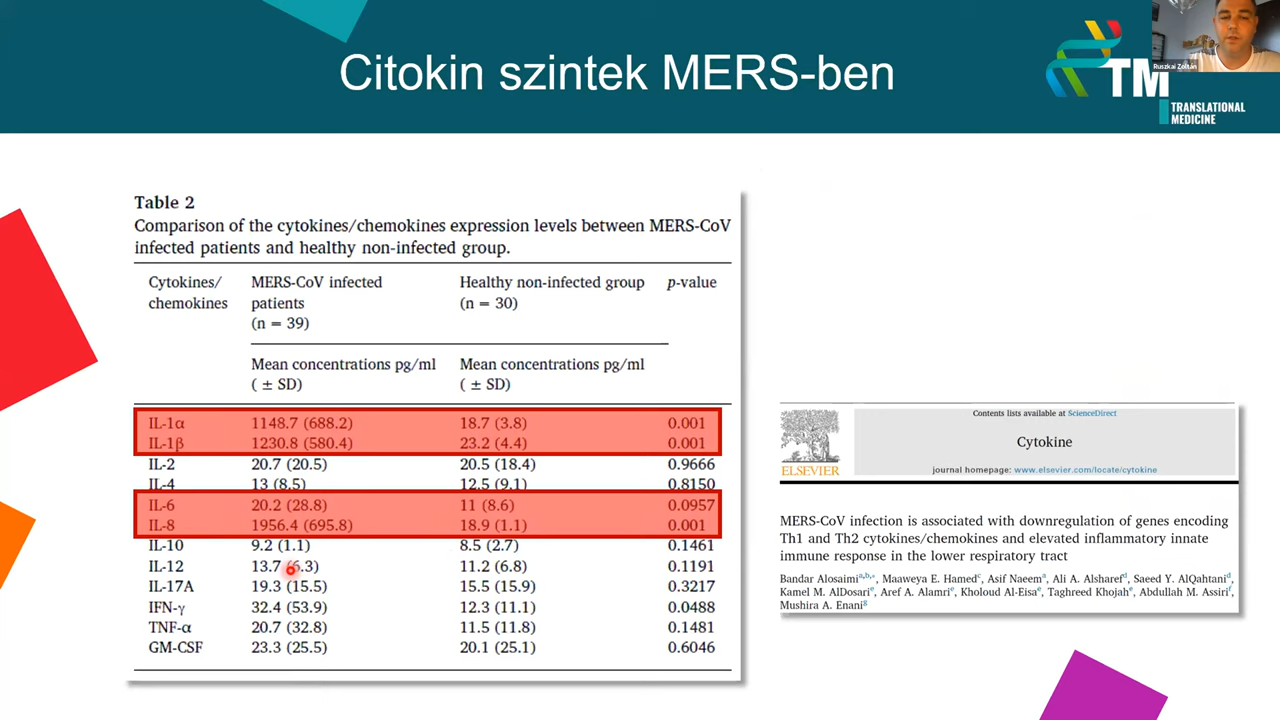 Citokin szintek MERS-ben
Ruszkai Zoltán
TM
TRANSLATIONAL
MEDICINE
Table 2
Comparison of the cytokines/chemokines expression levels between MERS-CoV
infected patients and healthy non-infected group.
Cytokines/ MERS-CoV infected Healthy non-infected group p-value
chemokines patients (n = 30)
(n = 39)
Mean concentrations pg/ml Mean concentrations pg/ml
( ± SD) ( ± SD)
IL-1α 1148.7 (688.2) 18.7 (3.8) 0.001
IL-1β 1230.8 (580.4) 23.2 (4.4) 0.001
IL-2 20.7 (20.5) 20.5 (18.4) 0.9666
IL-4 13 (8.5) 12.5 (9.1) 0.8150
IL-6 20.2 (28.8) 11 (8.6) 0.0957
IL-8 1956.4 (695.8) 18.9 (1.1) 0.001
IL-10 9.2 (1.1) 8.5 (2.7) 0.1461
IL-12 13.7 (6.3) 11.2 (6.8) 0.1191
IL-17A 19.3 (15.5) 15.5 (15.9) 0.3217
IFN-γ 32.4 (53.9) 12.3 (11.1) 0.0488
TNF-α 20.7 (32.8) 11.5 (11.8) 0.1481
GM-CSF 23.3 (25.5) 20.1 (25.1) 0.6046
Contents lists available at ScienceDirect
Cytokine
ELSEVIER
journal homepage: www.elsevier.com/locate/cytokine
MERS-CoV infection is associated with downregulation of genes encoding
Th1 and Th2 cytokines/chemokines and elevated inflammatory innate
immune response in the lower respiratory tract
Bandar Alosaimi a,b,⁎, Maaweya E. Hamed c, Asif Naeem a, Ali A. Alsharef d, Saeed Y. AlQahtani d,
Kamel M. AlDosari e, Aref A. Alamri e, Kholoud Al-Eisa e, Taghreed Khojah e, Abdullah M. Assiri f,
Mushira A. Enani g